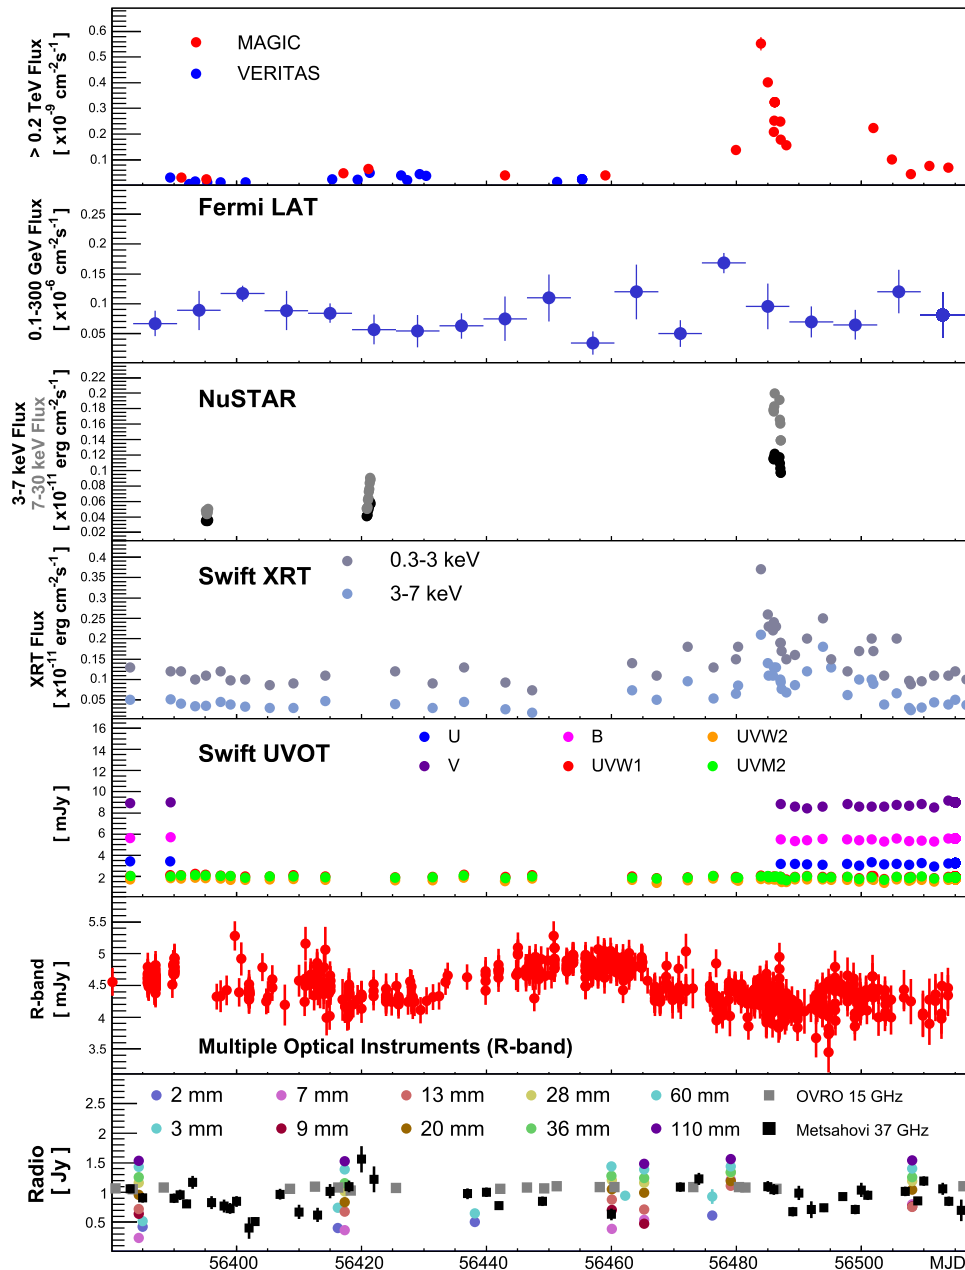 > 0.2 TeV Flux
[ x10⁻⁹ cm⁻²s⁻¹ ]
0.6
0.5
0.4
0.3
0.2
0.1
MAGIC
VERITAS
0.1-300 GeV Flux
[ x10⁻⁶ cm⁻²s⁻¹ ]
0.25
0.2
0.15
0.1
0.05
Fermi LAT
3-7 keV Flux
7-30 keV Flux
[ x10⁻¹¹ erg cm⁻²s⁻¹ ]
0.22
0.2
0.18
0.16
0.14
0.12
0.1
0.08
0.06
0.04
0.02
NuSTAR
XRT Flux
[ x10⁻¹¹ erg cm⁻²s⁻¹ ]
0.4
0.35
0.3
0.25
0.2
0.15
0.1
0.05
Swift XRT
0.3-3 keV
3-7 keV
[ mJy ]
16
14
12
10
8
6
4
2
Swift UVOT
U
B
UVW2
V
UVW1
UVM2
R-band
[ mJy ]
5.5
5
4.5
4
3.5
Multiple Optical Instruments (R-band)
Radio
[ Jy ]
2.5
2
1.5
1
0.5
2 mm
7 mm
13 mm
28 mm
60 mm
OVRO 15 GHz
3 mm
9 mm
20 mm
36 mm
110 mm
Metsahovi 37 GHz
56400
56420
56440
56460
56480
56500
MJD